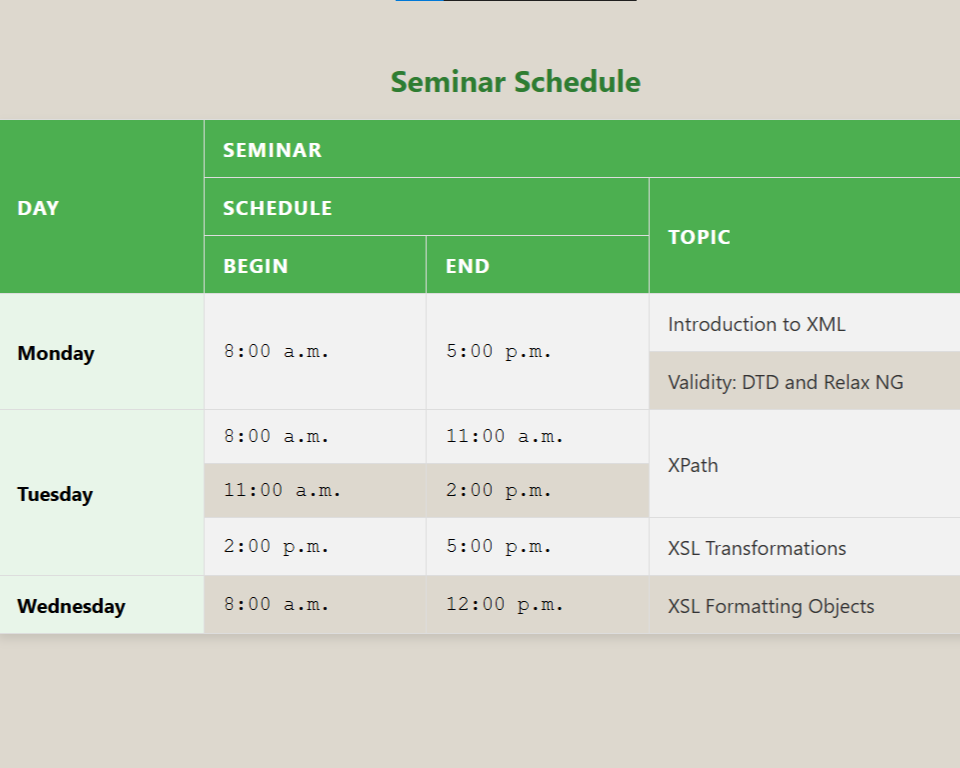 Seminar Schedule
DAY
SEMINAR
SCHEDULE
TOPIC
BEGIN
END
Monday
8:00 a.m.
5:00 p.m.
Introduction to XML
Validity: DTD and Relax NG
Tuesday
8:00 a.m.
11:00 a.m.
XPath
11:00 a.m.
2:00 p.m.
2:00 p.m.
5:00 p.m.
XSL Transformations
Wednesday
8:00 a.m.
12:00 p.m.
XSL Formatting Objects